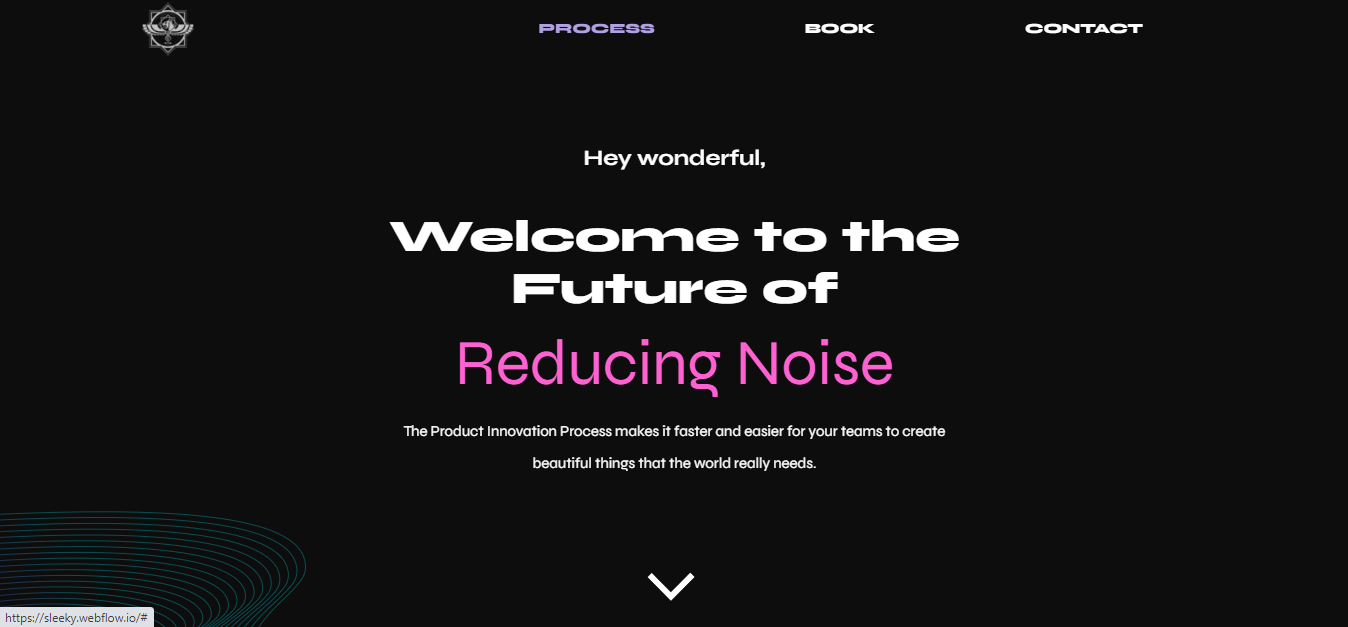 PROCESS
BOOK
CONTACT
Hey wonderful,
Welcome to the
Future of
Reducing Noise
The Product Innovation Process makes it faster and easier for your teams to create
beautiful things that the world really needs.
https://sleeky.webflow.io/#